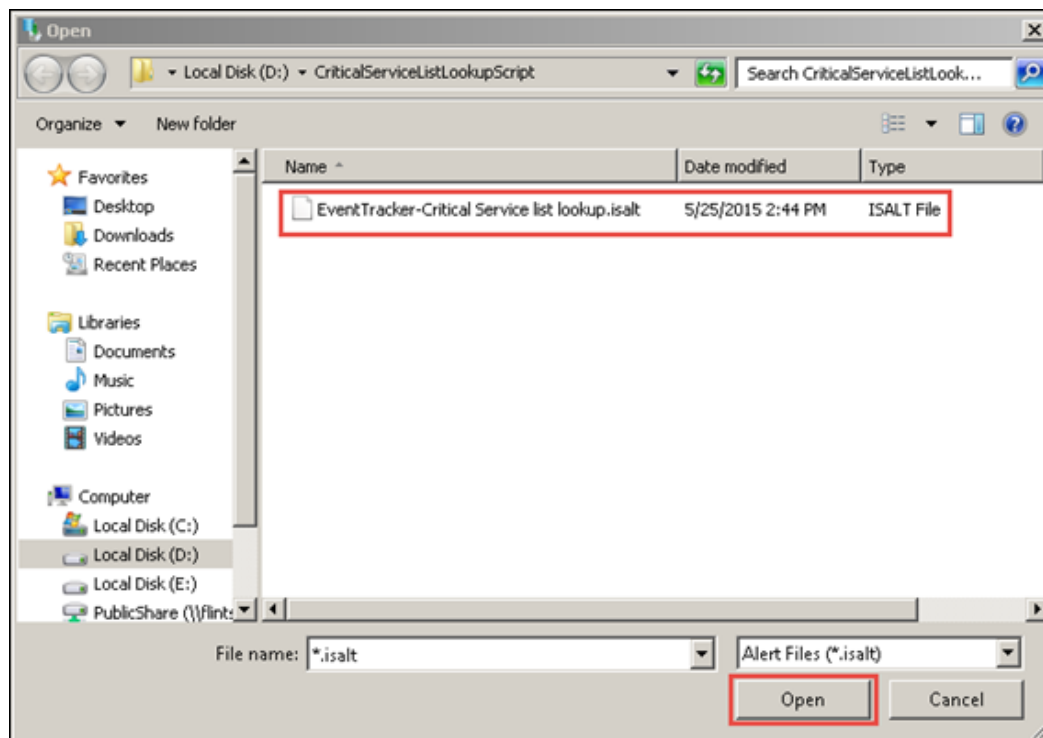 Open
Local Disk (D:) CriticalServiceListLookupScript
Search CriticalServiceListLook...
Organize New folder
Name Date modified Type
EventTracker-Critical Service list lookup.isalt 5/25/2015 2:44 PM ISALT File
Favorites
Desktop
Downloads
Recent Places
Libraries
Documents
Music
Pictures
Videos
Computer
Local Disk (C:)
Local Disk (D:)
Local Disk (E:)
PublicShare (\\flints
File name: *.isalt Alert Files (*.isalt)
Open Cancel